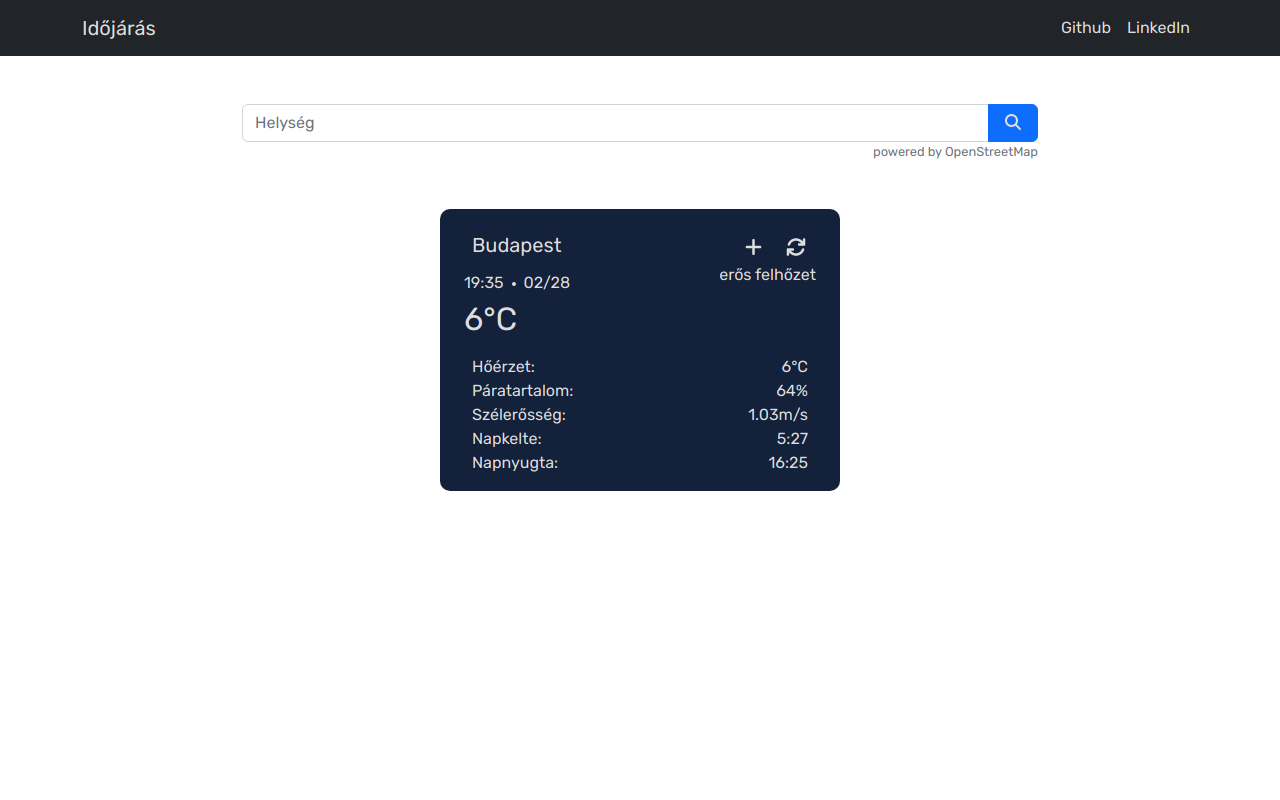 Időjárás
Github LinkedIn
Helység
powered by OpenStreetMap
Budapest
erős felhőzet
19:35 • 02/28
6°C
Hőérzet: 6°C
Páratartalom: 64%
Szélerősség: 1.03m/s
Napkelte: 5:27
Napnyugta: 16:25